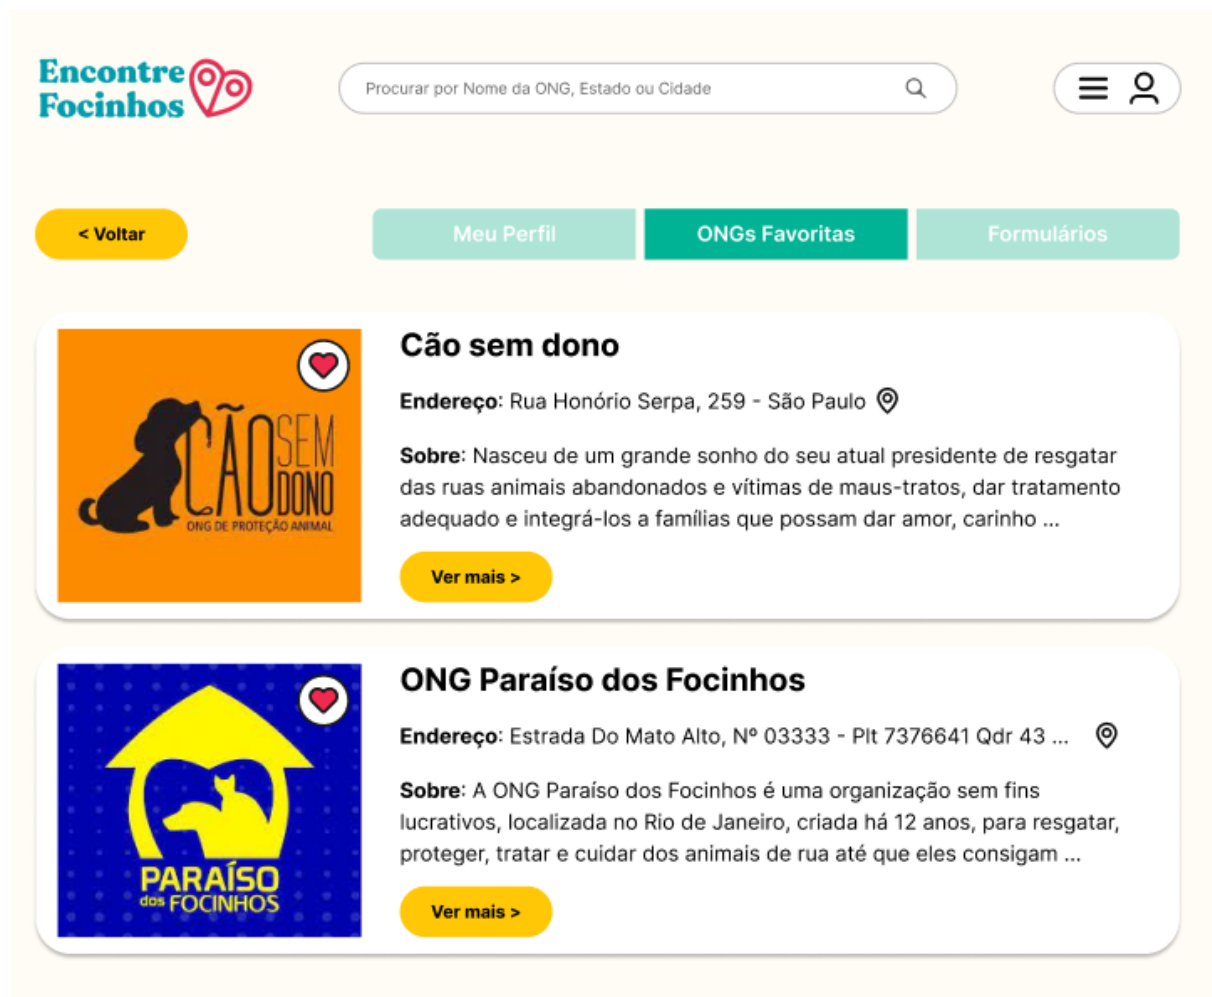 Encontre
Focinhos
Procurar por Nome da ONG, Estado ou Cidade
< Voltar
Meu Perfil
ONGs Favoritas
Formulários
CÃO SEM DONO
ONG DE PROTEÇÃO ANIMAL
Cão sem dono
Endereço: Rua Honório Serpa, 259 - São Paulo
Sobre: Nasceu de um grande sonho do seu atual presidente de resgatar
das ruas animais abandonados e vítimas de maus-tratos, dar tratamento
adequado e integrá-los a famílias que possam dar amor, carinho ...
Ver mais >
PARAÍSO
dos FOCINHOS
ONG Paraíso dos Focinhos
Endereço: Estrada Do Mato Alto, Nº 03333 - Plt 7376641 Qdr 43 ...
Sobre: A ONG Paraíso dos Focinhos é uma organização sem fins
lucrativos, localizada no Rio de Janeiro, criada há 12 anos, para resgatar,
proteger, tratar e cuidar dos animais de rua até que eles consigam ...
Ver mais >